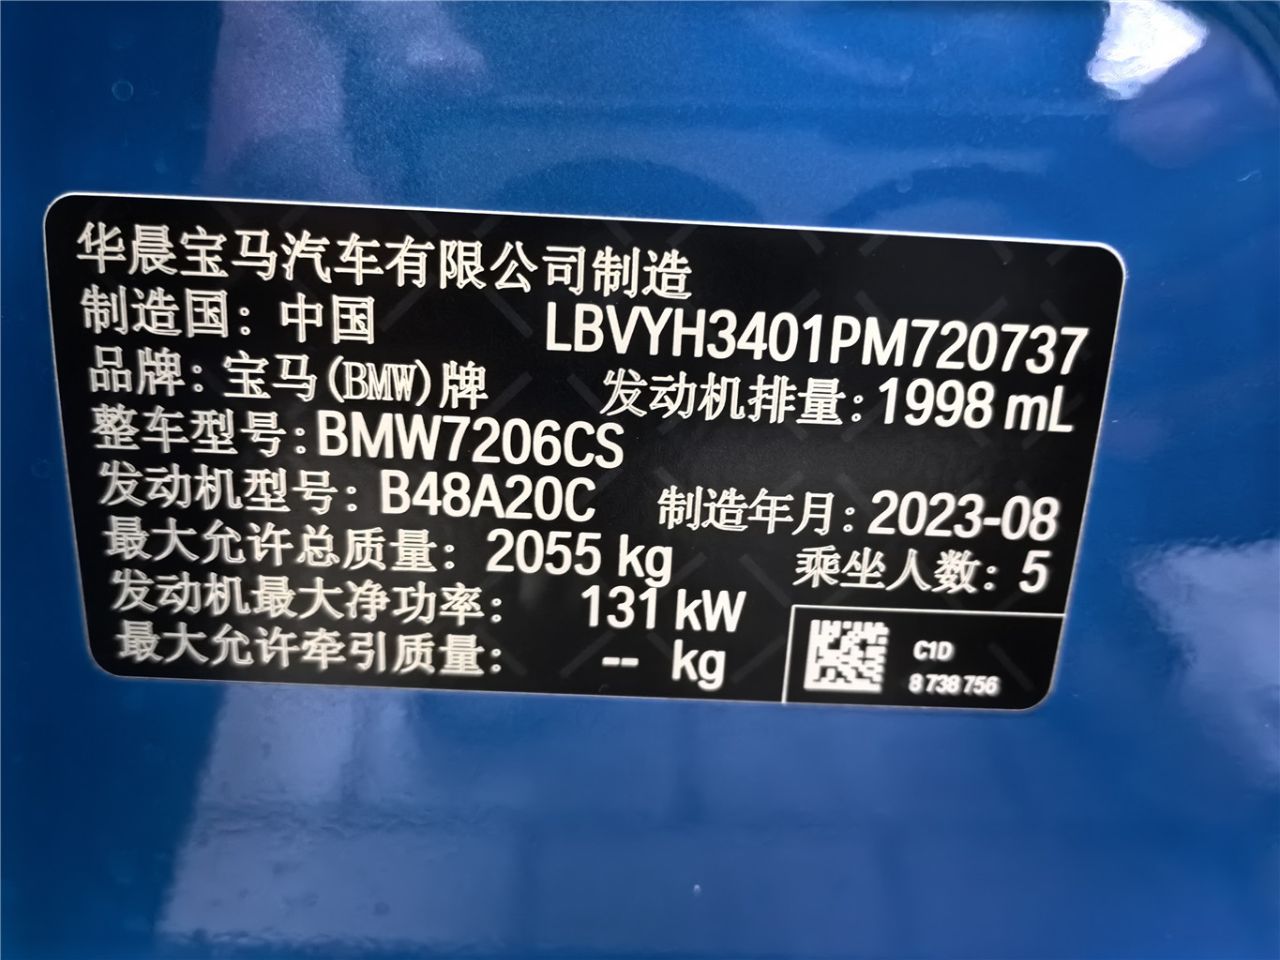 华晨宝马汽车有限公司制造
制造国: 中国 LBVYH3401PM720737
品牌: 宝马(BMW)牌 发动机排量: 1998 mL
整车型号: BMW7206CS
发动机型号: B48A20C 制造年月: 2023-08
最大允许总质量: 2055 kg 乘坐人数: 5
发动机最大净功率: 131 kW
最大允许牵引质量: -- kg
C1D
8 738 756